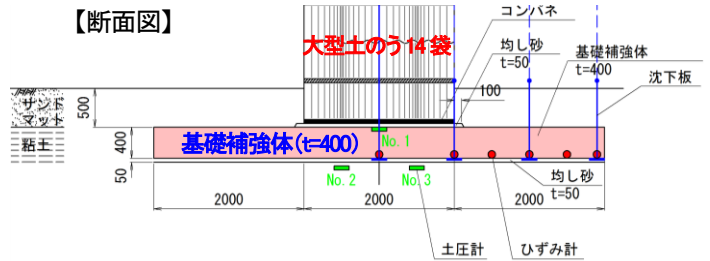 【断面図】
コンパネ
大型土のう14袋
均し砂
t=50
基礎補強体
t=400
100
沈下板
サンド
マット
500
粘土
400
基礎補強体(t=400)
No.1
50
No.2
No.3
均し砂
t=50
2000
2000
2000
土圧計
ひずみ計